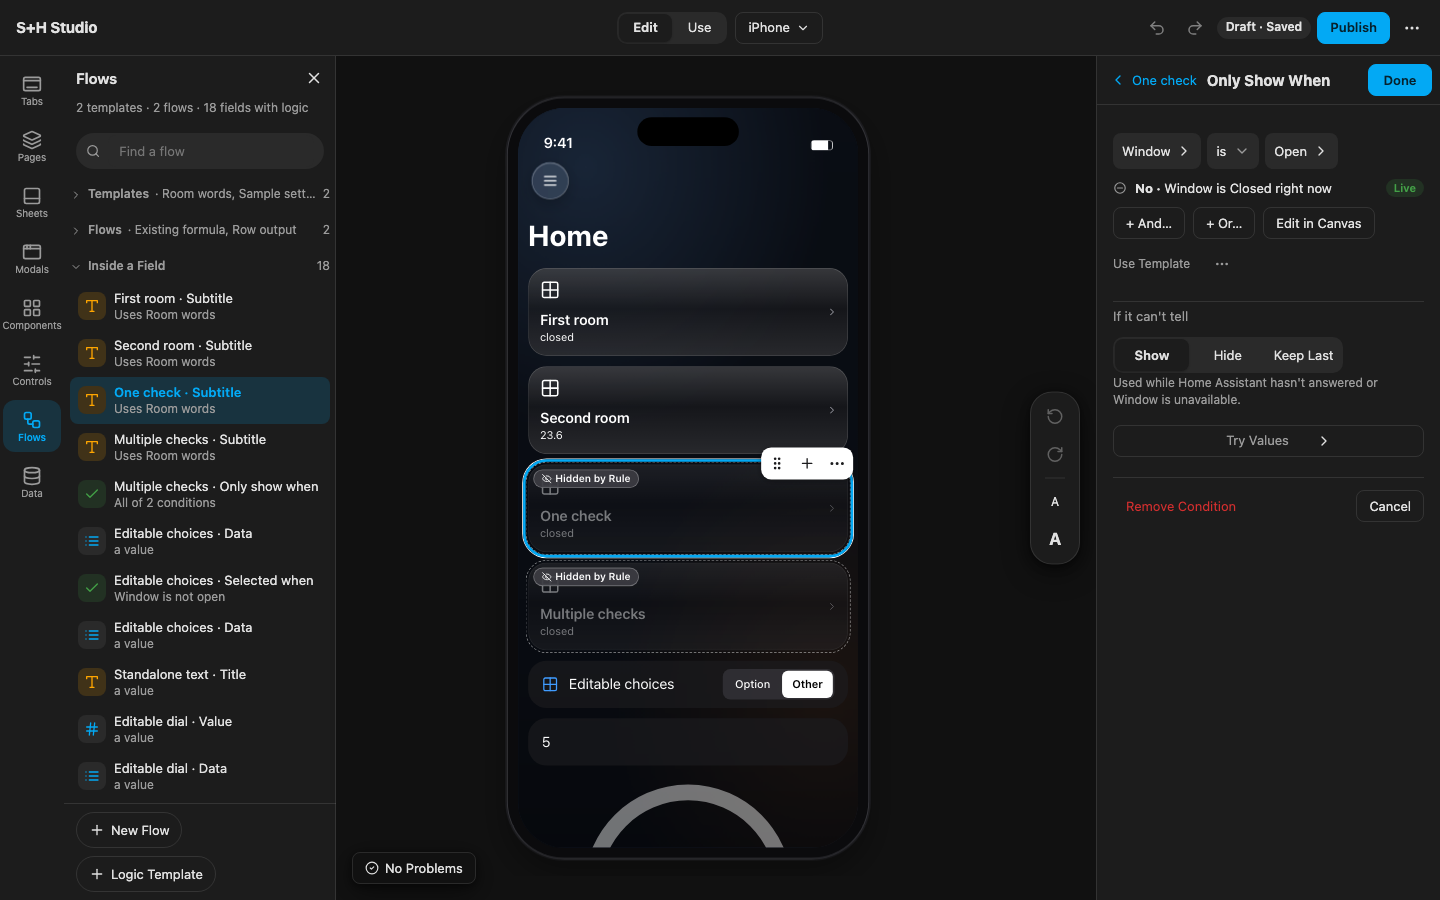 S+H Studio
Edit
Use
iPhone
Draft · Saved
Publish
Tabs
Pages
Sheets
Modals
Components
Controls
Flows
Data
Flows
2 templates · 2 flows · 18 fields with logic
Find a flow
Templates · Room words, Sample sett... 2
Flows · Existing formula, Row output 2
Inside a Field 18
First room · Subtitle
Uses Room words
Second room · Subtitle
Uses Room words
One check · Subtitle
Uses Room words
Multiple checks · Subtitle
Uses Room words
Multiple checks · Only show when
All of 2 conditions
Editable choices · Data
a value
Editable choices · Selected when
Window is not open
Editable choices · Data
a value
Standalone text · Title
a value
Editable dial · Value
a value
Editable dial · Data
a value
+ New Flow
+ Logic Template
9:41
Home
First room
closed
Second room
23.6
Hidden by Rule
One check
closed
Hidden by Rule
Multiple checks
closed
Editable choices
Option
Other
5
A
A
No Problems
One check
Only Show When
Done
Window
is
Open
No · Window is Closed right now
Live
+ And...
+ Or...
Edit in Canvas
Use Template
If it can't tell
Show
Hide
Keep Last
Used while Home Assistant hasn't answered or
Window is unavailable.
Try Values
Remove Condition
Cancel